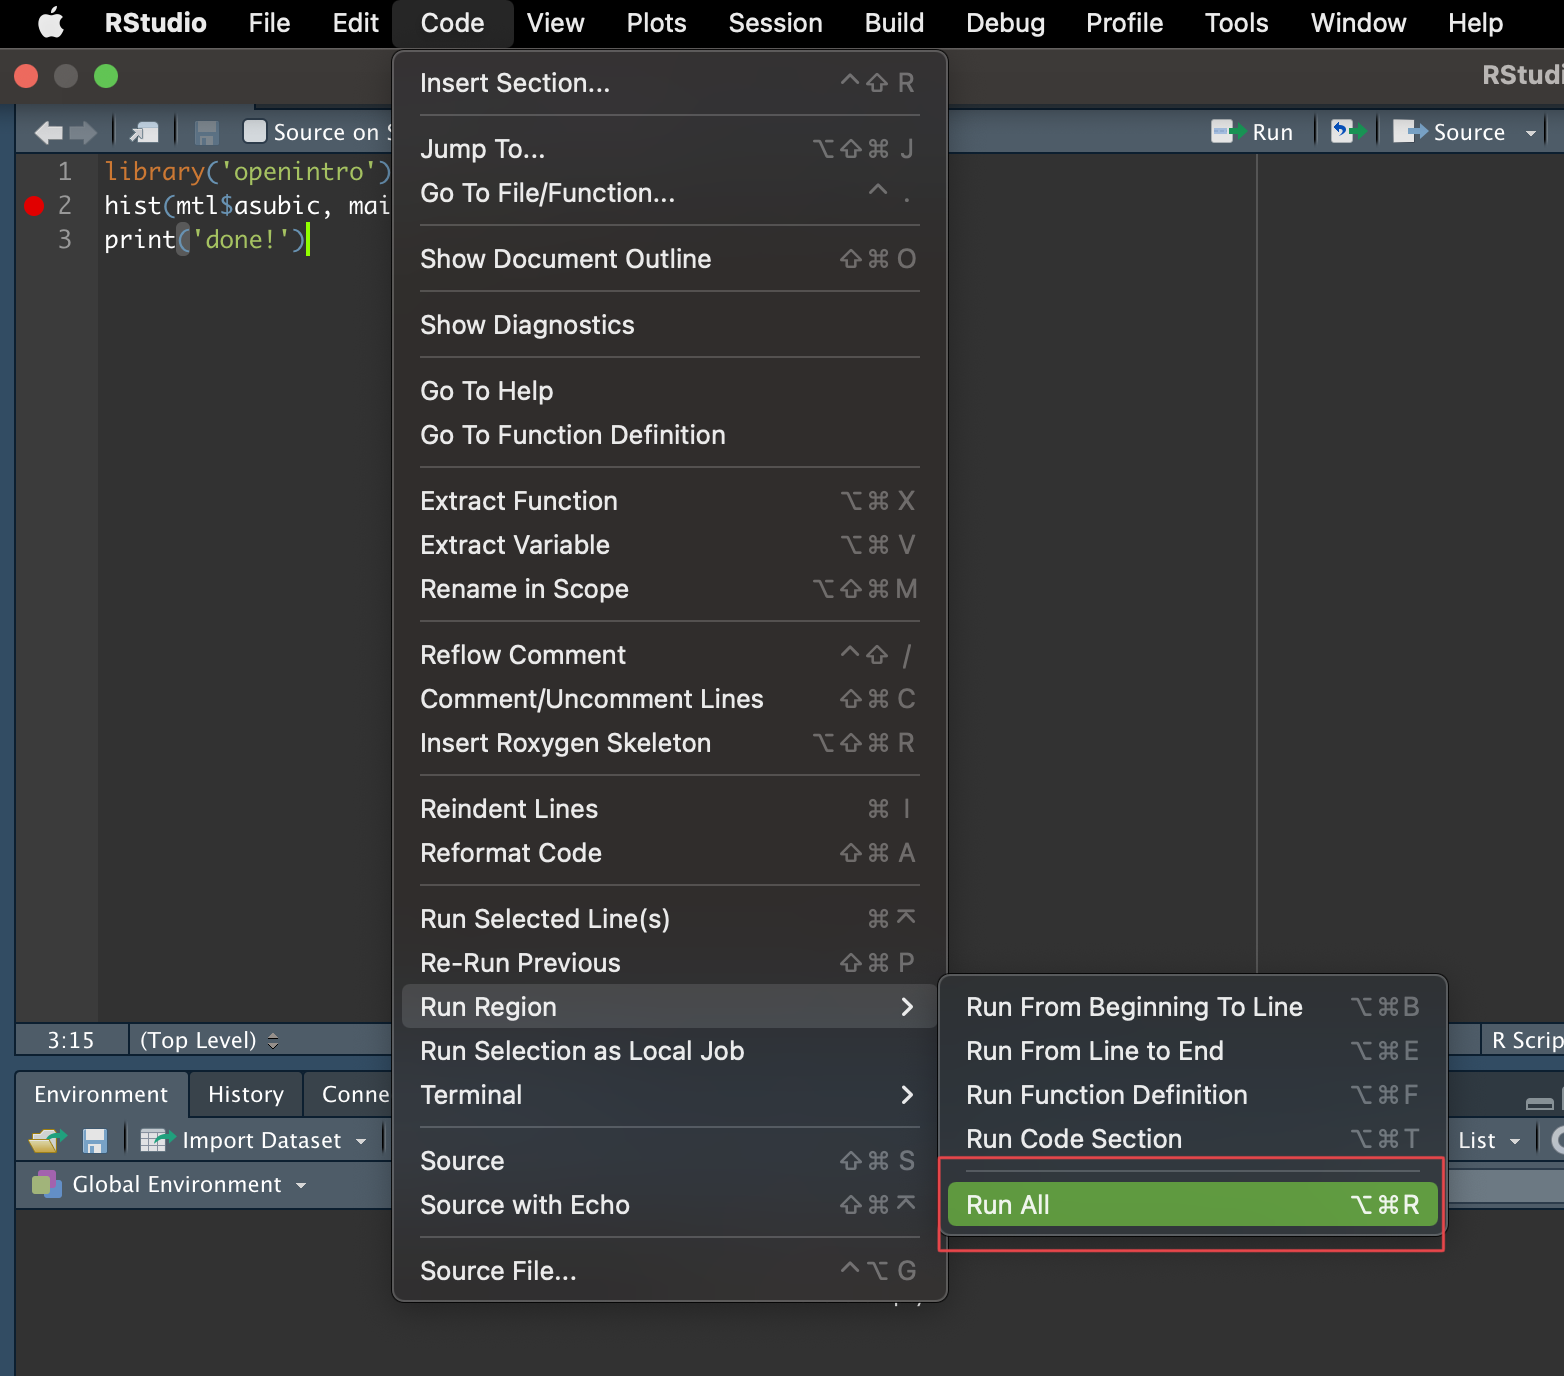 RStudio File Edit Code View Plots Session Build Debug Profile Tools Window Help
Source on Run Source
1 library('openintro')
2 hist(mtl$asubic, mai
3 print('done!')
Insert Section... ^⇧ R
Jump To... ⌥⇧⌘ J
Go To File/Function... ^ .
Show Document Outline ⇧⌘ O
Show Diagnostics
Go To Help
Go To Function Definition
Extract Function ⌥⌘ X
Extract Variable ⌥⌘ V
Rename in Scope ⌥⇧⌘ M
Reflow Comment ^⇧ /
Comment/Uncomment Lines ⇧⌘ C
Insert Roxygen Skeleton ⌥⇧⌘ R
Reindent Lines ⌘ I
Reformat Code ⇧⌘ A
Run Selected Line(s) ⌘⌤
Re-Run Previous ⇧⌘ P
Run Region
Run Selection as Local Job
Terminal
Source ⇧⌘ S
Source with Echo ⇧⌘⌤
Source File... ^⌥ G
Run From Beginning To Line ⌥⌘B
Run From Line to End ⌥⌘E
Run Function Definition ⌥⌘F
Run Code Section ⌥⌘T
Run All ⌥⌘R
3:15 (Top Level) R Scrip
Environment History Conne
Import Dataset List
Global Environment